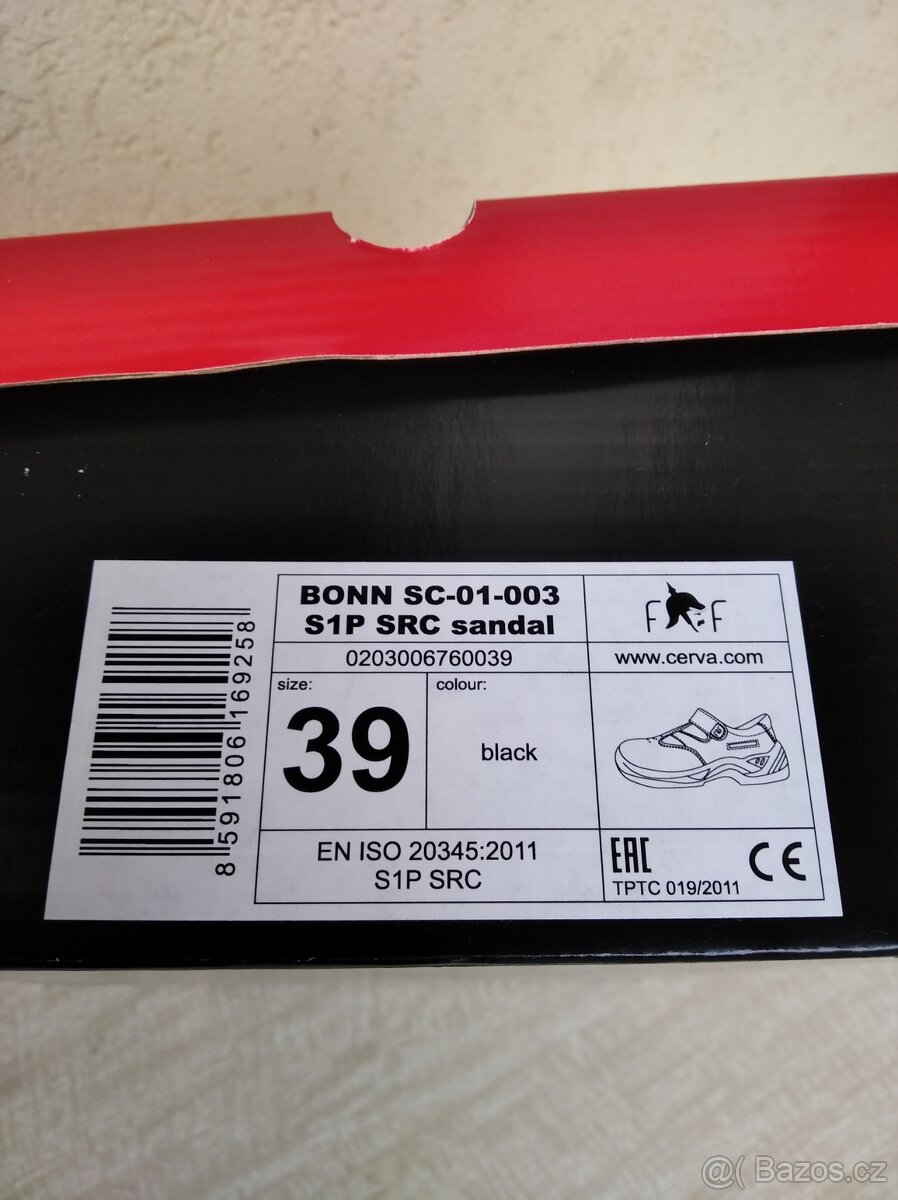 BONN SC-01-003
S1P SRC sandal
0203006760039
F F
www.cerva.com
size:
39
colour:
black
EN ISO 20345:2011
S1P SRC
EAC
TPTC 019/2011
CE
8 591806 169258
@( Bazos.cz